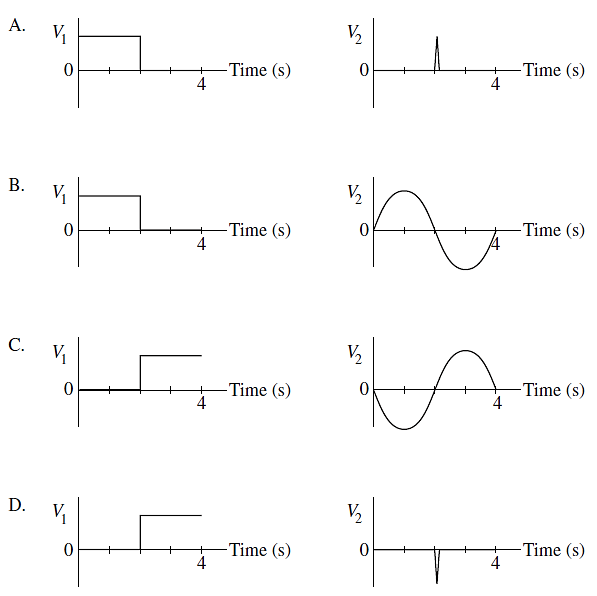 A. V1 0 4 Time (s) V2 0 4 Time (s)
B. V1 0 4 Time (s) V2 0 4 Time (s)
C. V1 0 4 Time (s) V2 0 4 Time (s)
D. V1 0 4 Time (s) V2 0 4 Time (s)